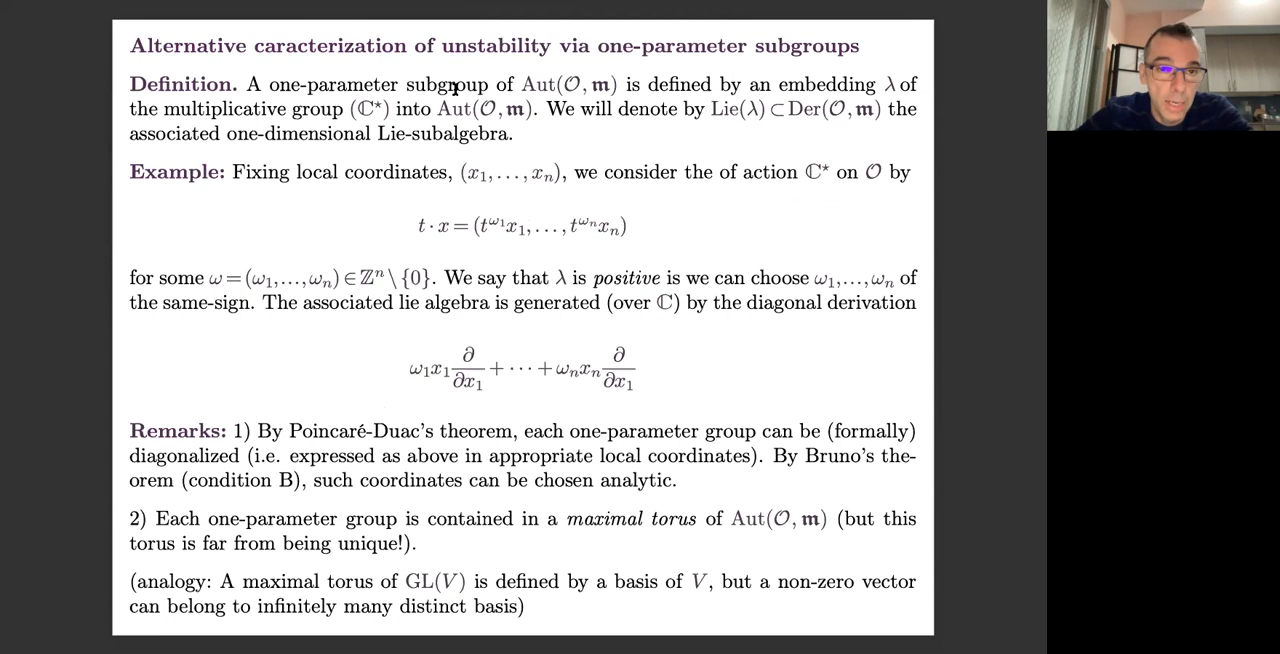 Alternative caracterization of unstability via one-parameter subgroups
Definition. A one-parameter subgroup of Aut(𝒪, 𝔪) is defined by an embedding λ of
the multiplicative group (ℂ⋆) into Aut(𝒪, 𝔪). We will denote by Lie(λ) ⊂ Der(𝒪, 𝔪) the
associated one-dimensional Lie-subalgebra.
Example: Fixing local coordinates, (x₁, …, xₙ), we consider the of action ℂ⋆ on 𝒪 by
t · x = (t^ω₁x₁, …, t^ωₙxₙ)
for some ω = (ω₁, …, ωₙ) ∈ ℤⁿ \ {0}. We say that λ is positive is we can choose ω₁, …, ωₙ of
the same-sign. The associated lie algebra is generated (over ℂ) by the diagonal derivation
ω₁x₁ ∂/∂x₁ + ⋯ + ωₙxₙ ∂/∂x₁
Remarks: 1) By Poincaré-Duac's theorem, each one-parameter group can be (formally)
diagonalized (i.e. expressed as above in appropriate local coordinates). By Bruno's the-
orem (condition B), such coordinates can be chosen analytic.
2) Each one-parameter group is contained in a maximal torus of Aut(𝒪, 𝔪) (but this
torus is far from being unique!).
(analogy: A maximal torus of GL(V) is defined by a basis of V, but a non-zero vector
can belong to infinitely many distinct basis)